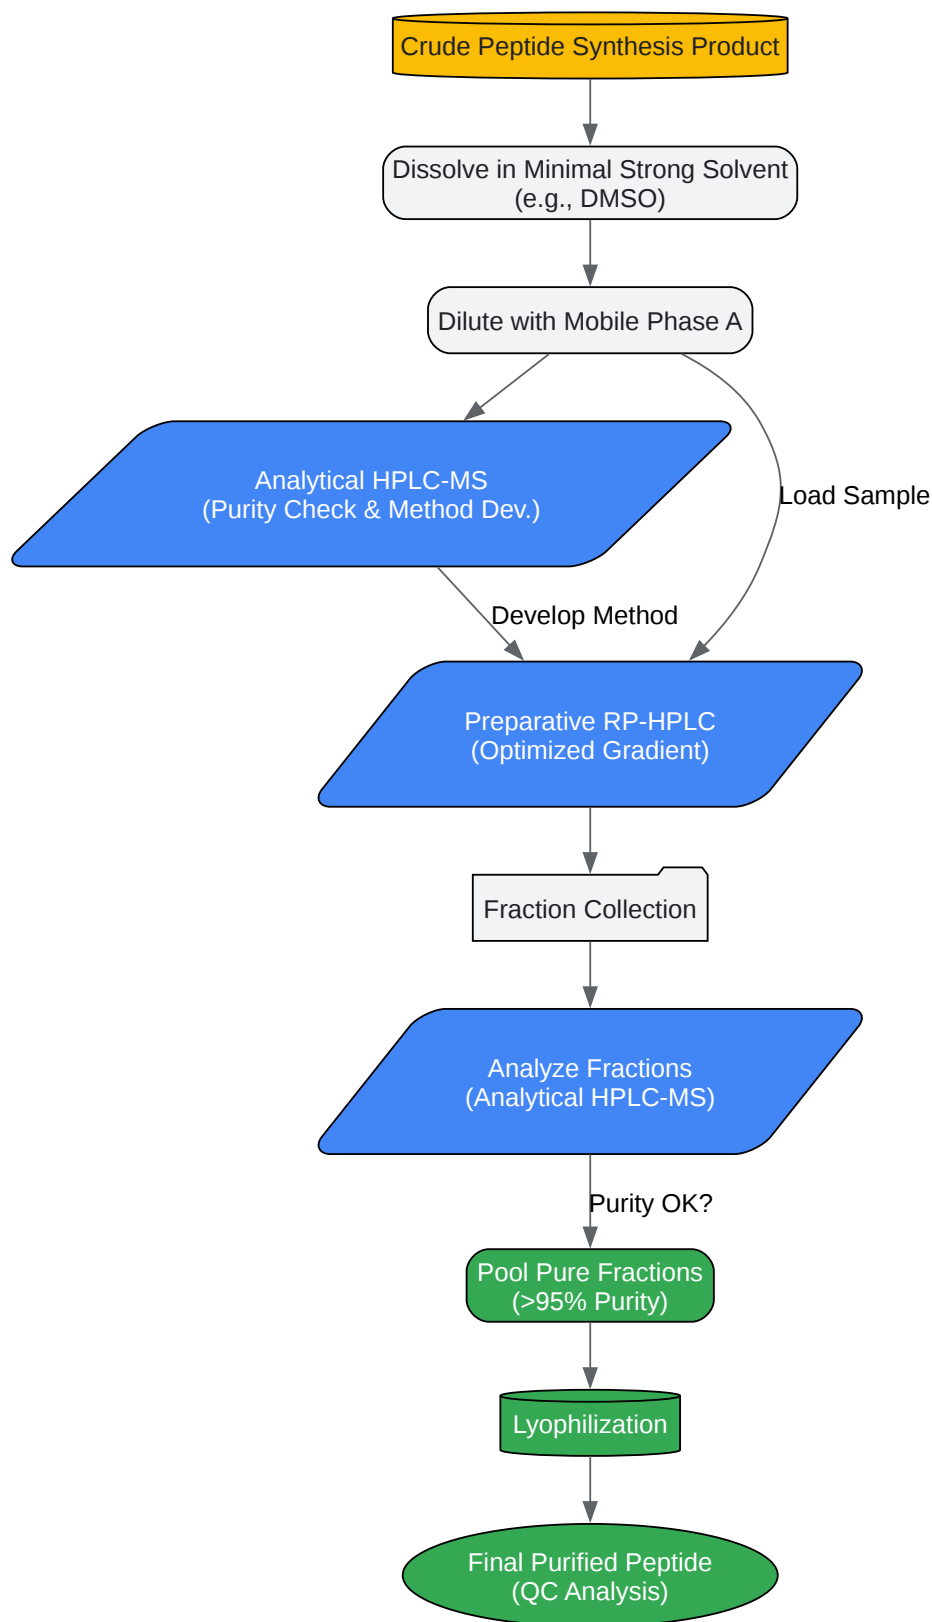 Crude Peptide Synthesis Product
Dissolve in Minimal Strong Solvent
(e.g., DMSO)
Dilute with Mobile Phase A
Analytical HPLC-MS
(Purity Check & Method Dev.)
Load Sample
Develop Method
Preparative RP-HPLC
(Optimized Gradient)
Fraction Collection
Analyze Fractions
(Analytical HPLC-MS)
Purity OK?
Pool Pure Fractions
(>95% Purity)
Lyophilization
Final Purified Peptide
(QC Analysis)